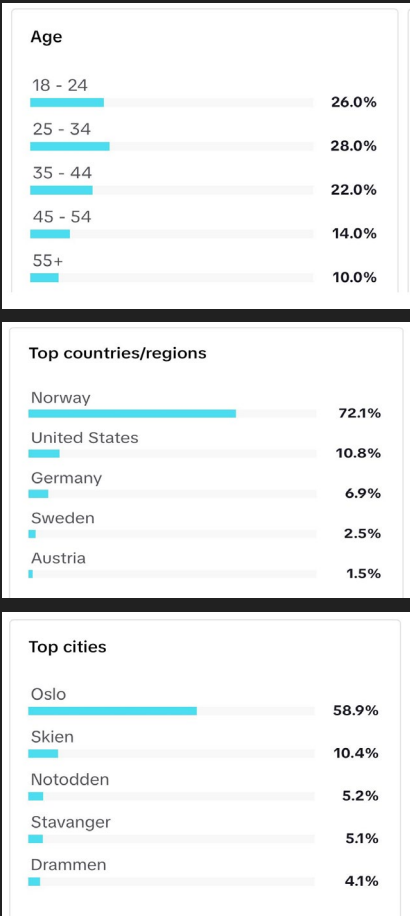 Age
18 - 24
26.0%
25 - 34
28.0%
35 - 44
22.0%
45 - 54
14.0%
55+
10.0%
Top countries/regions
Norway
72.1%
United States
10.8%
Germany
6.9%
Sweden
2.5%
Austria
1.5%
Top cities
Oslo
58.9%
Skien
10.4%
Notodden
5.2%
Stavanger
5.1%
Drammen
4.1%